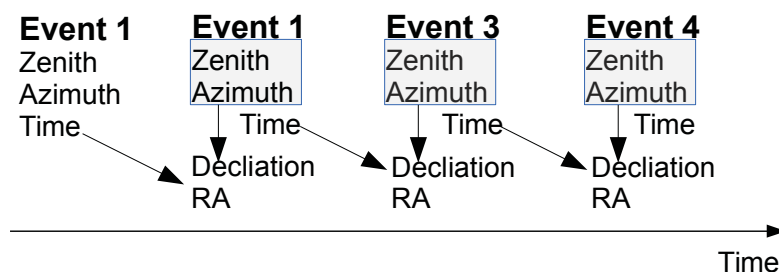 Event 1
Zenith
Azimuth
Time
Event 1
Zenith
Azimuth
Time
Decliation
RA
Event 3
Zenith
Azimuth
Time
Decliation
RA
Event 4
Zenith
Azimuth
Time
Decliation
RA
Time